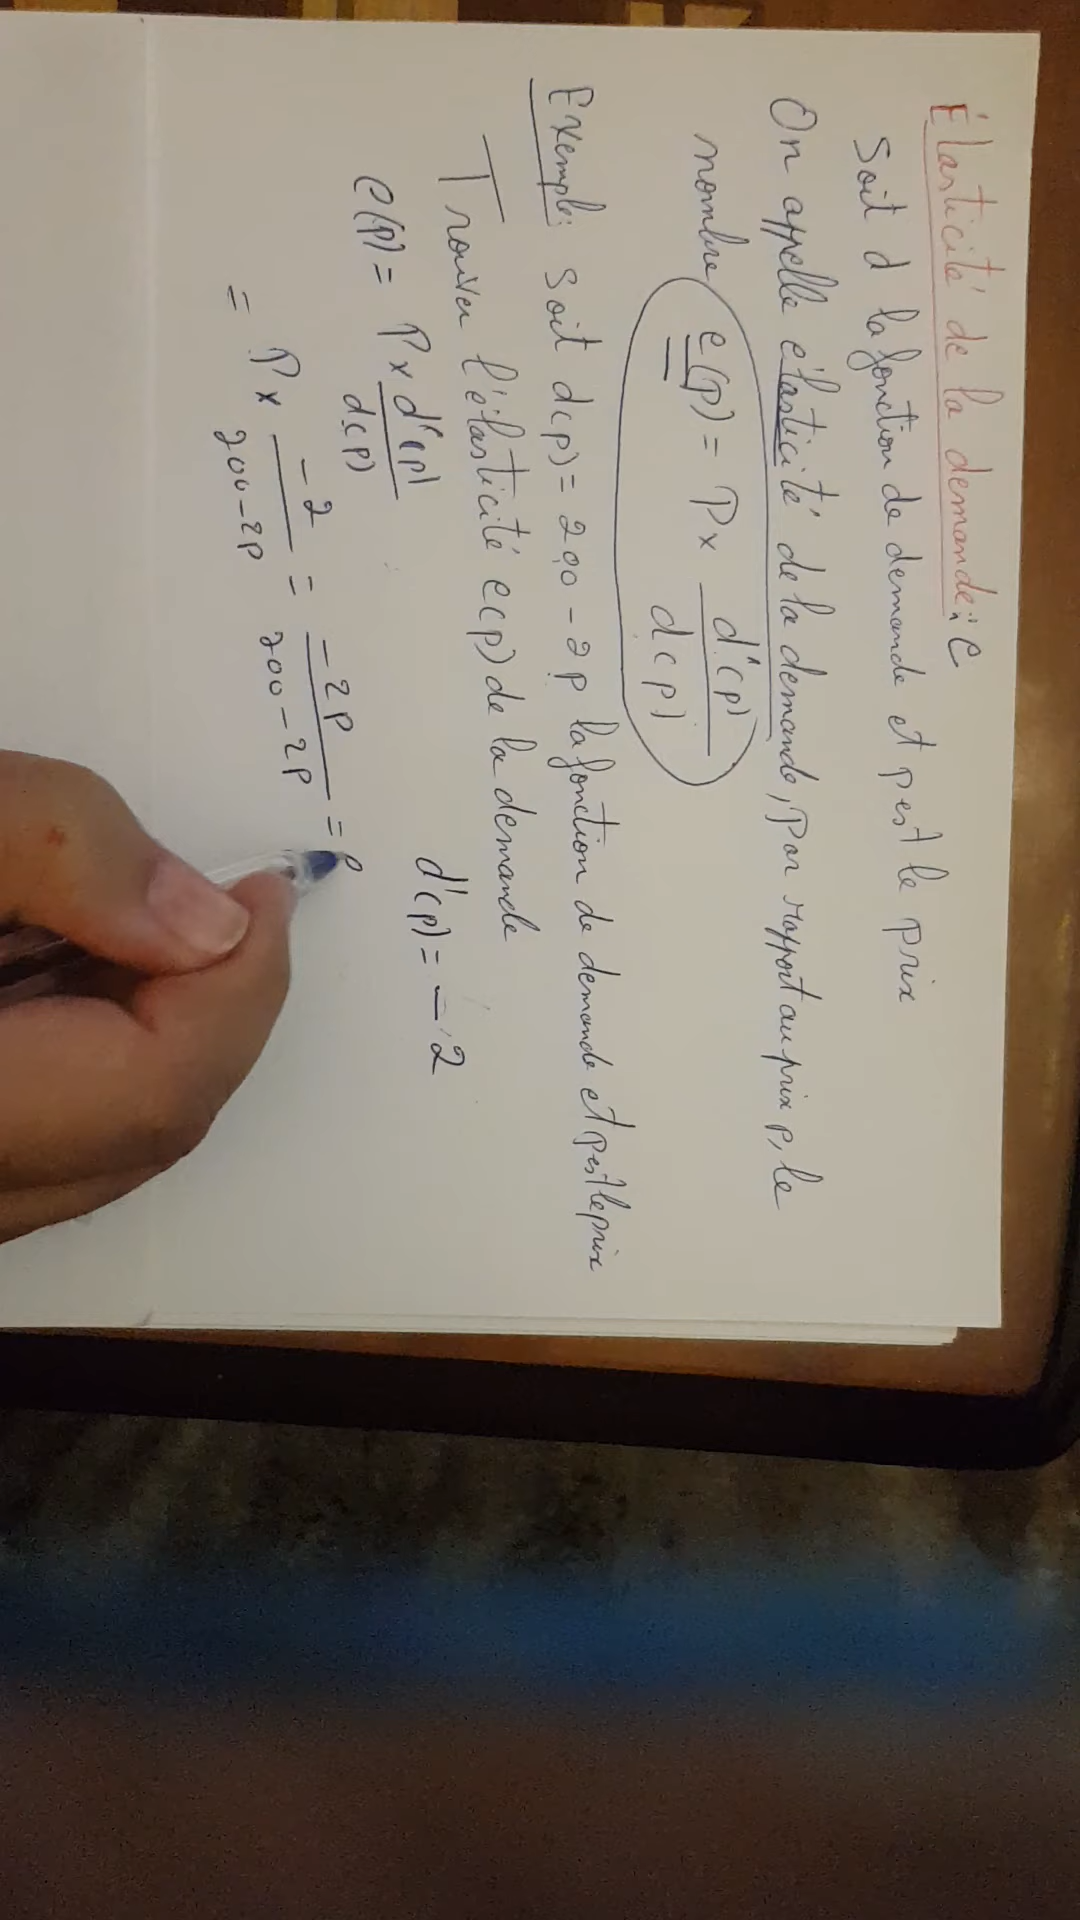 Élasticité de la demande: e
Soit d la fonction de demande et p est le prix
On appelle élasticité de la demande, Par rapport au prix p, le
nombre e(p) = P x d'(p) / d(p)
Exemple: Soit d(p) = 200 - 2p la fonction de demande et p est le prix
Trouver l'élasticité e(p) de la demande
e(p) = P x d'(p) / d(p) d'(p) = -2
= P x -2 / 200-2p = -2p / 200-2p = p